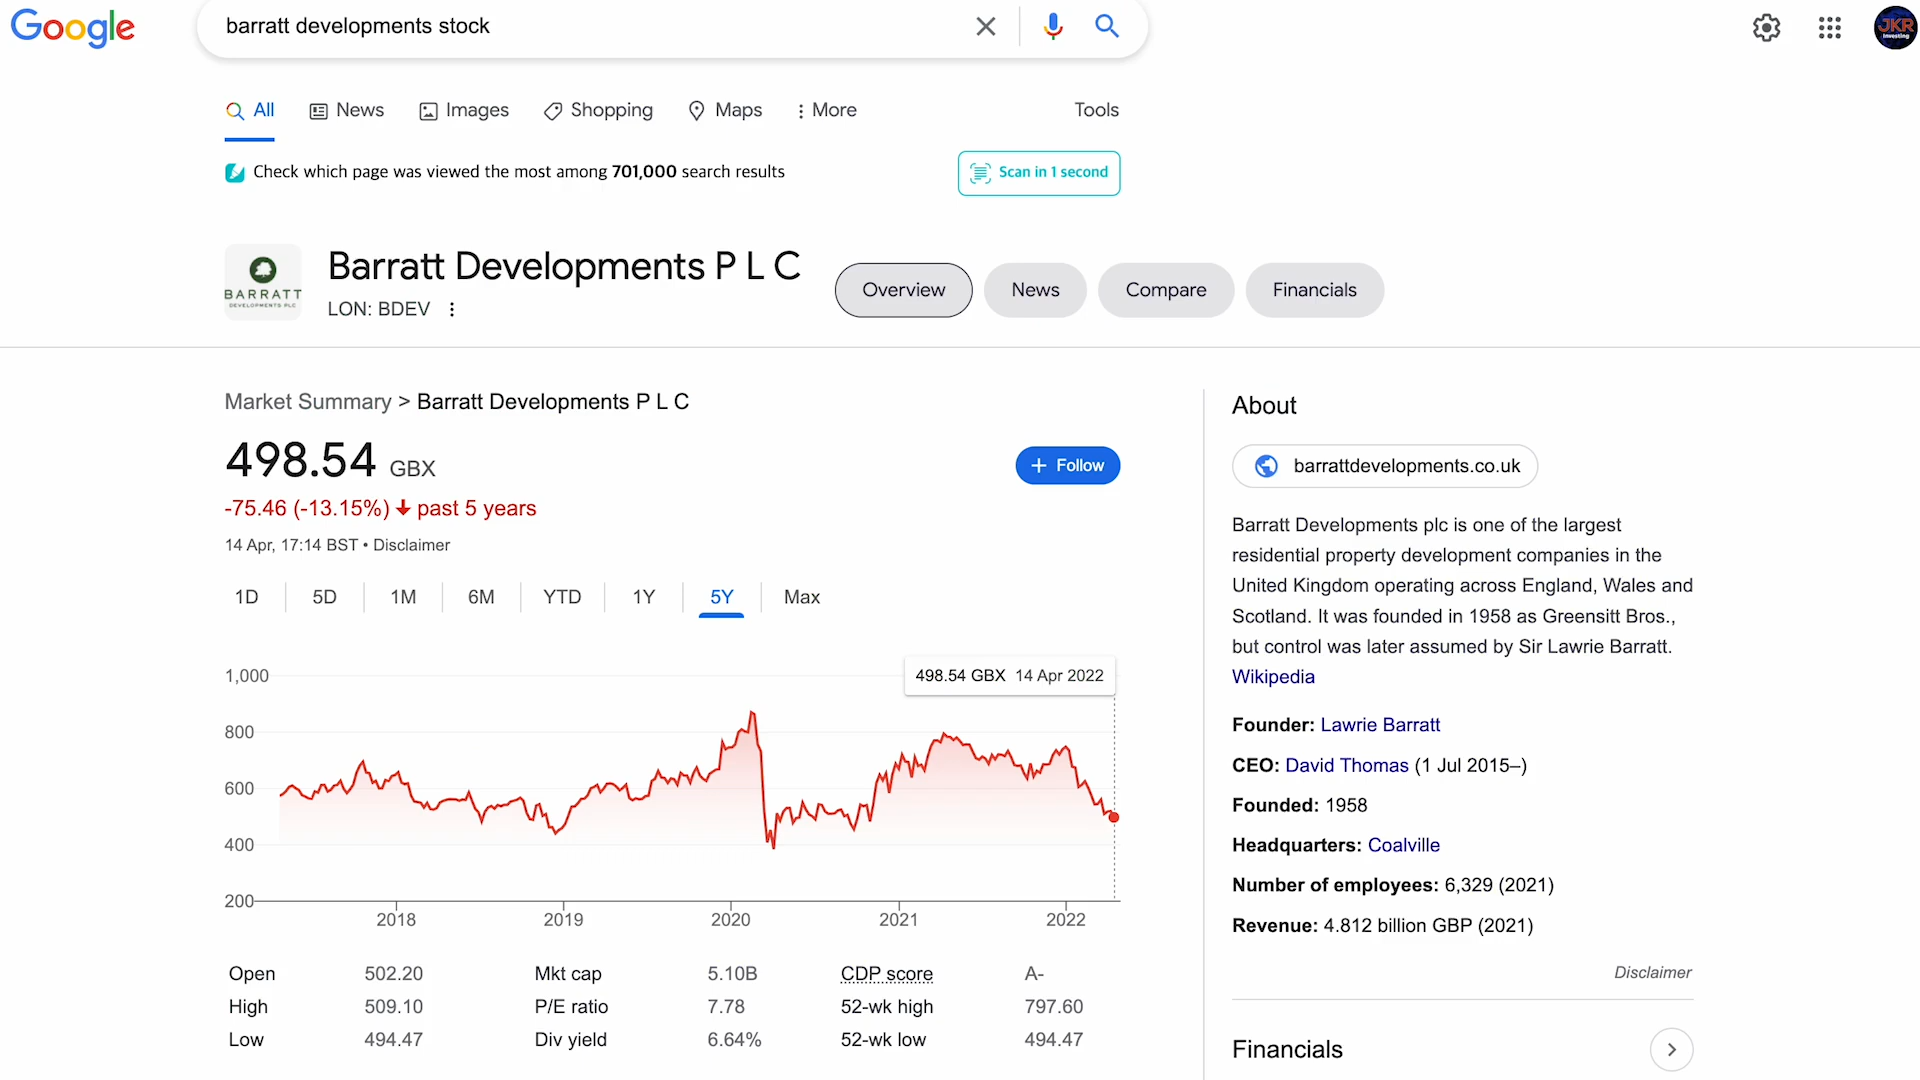 Google
barratt developments stock
JKR
Investing
All News Images Shopping Maps More Tools
Check which page was viewed the most among 701,000 search results
Scan in 1 second
BARRATT
DEVELOPMENTS PLC
Barratt Developments P L C
LON: BDEV
Overview News Compare Financials
Market Summary > Barratt Developments P L C
498.54 GBX
+ Follow
-75.46 (-13.15%) past 5 years
14 Apr, 17:14 BST • Disclaimer
1D 5D 1M 6M YTD 1Y 5Y Max
498.54 GBX 14 Apr 2022
1,000
800
600
400
200
2018 2019 2020 2021 2022
Open 502.20 Mkt cap 5.10B CDP score A-
High 509.10 P/E ratio 7.78 52-wk high 797.60
Low 494.47 Div yield 6.64% 52-wk low 494.47
About
barrattdevelopments.co.uk
Barratt Developments plc is one of the largest
residential property development companies in the
United Kingdom operating across England, Wales and
Scotland. It was founded in 1958 as Greensitt Bros.,
but control was later assumed by Sir Lawrie Barratt.
Wikipedia
Founder: Lawrie Barratt
CEO: David Thomas (1 Jul 2015–)
Founded: 1958
Headquarters: Coalville
Number of employees: 6,329 (2021)
Revenue: 4.812 billion GBP (2021)
Disclaimer
Financials